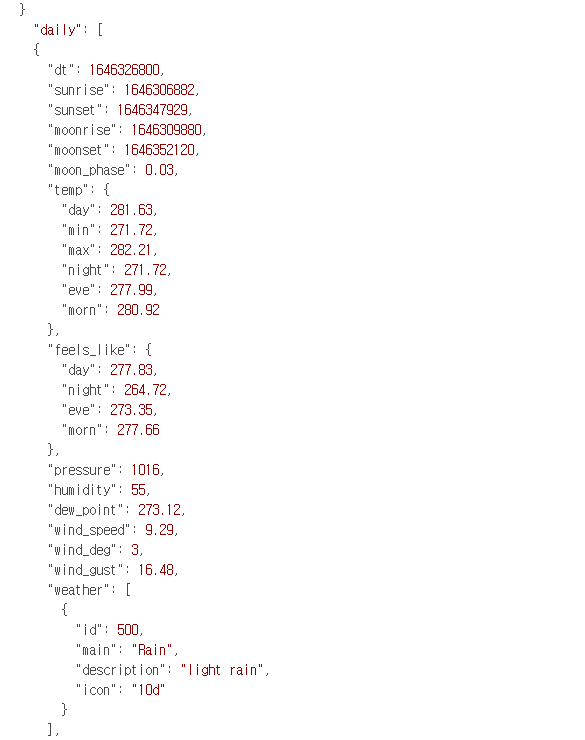 }
"daily": [
{
"dt": 1646326800,
"sunrise": 1646306882,
"sunset": 1646347929,
"moonrise": 1646309880,
"moonset": 1646352120,
"moon_phase": 0.03,
"temp": {
"day": 281.63,
"min": 271.72,
"max": 282.21,
"night": 271.72,
"eve": 277.99,
"morn": 280.92
},
"feels_like": {
"day": 277.83,
"night": 264.72,
"eve": 273.35,
"morn": 277.66
},
"pressure": 1016,
"humidity": 55,
"dew_point": 273.12,
"wind_speed": 9.29,
"wind_deg": 3,
"wind_gust": 16.48,
"weather": [
{
"id": 500,
"main": "Rain",
"description": "light rain",
"icon": "10d"
}
],